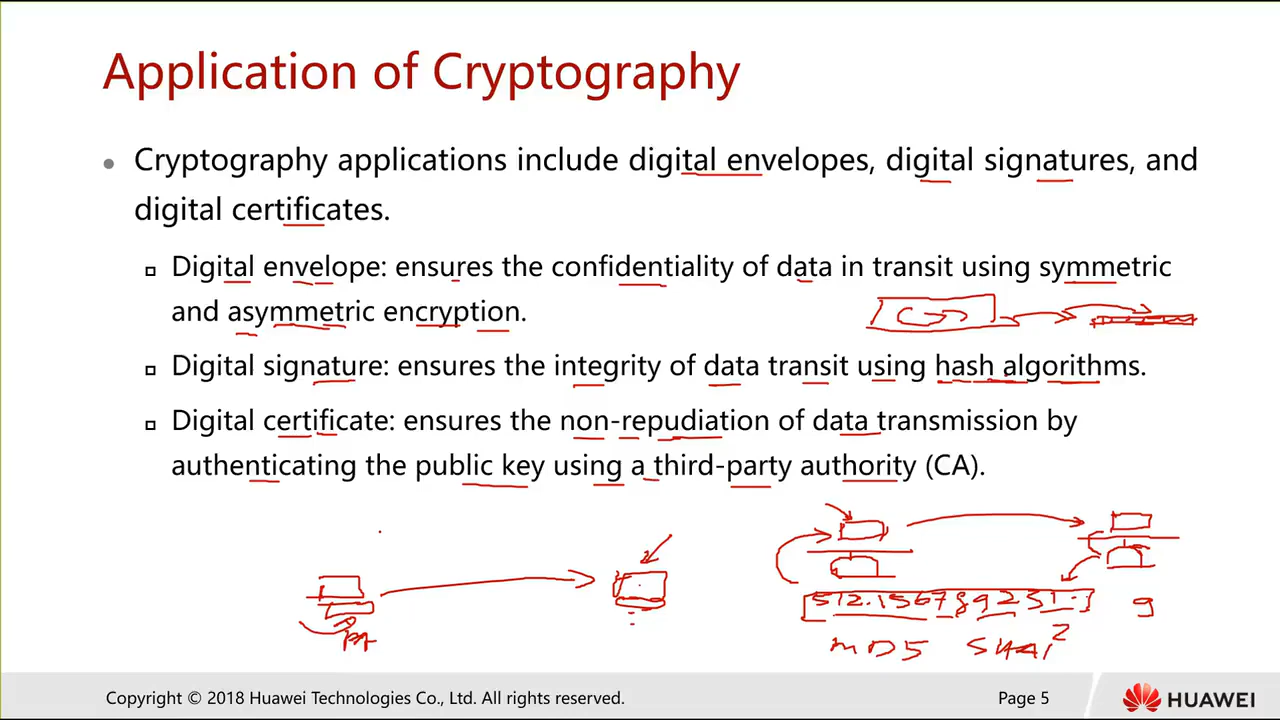 Application of Cryptography
● Cryptography applications include digital envelopes, digital signatures, and
digital certificates.
▫ Digital envelope: ensures the confidentiality of data in transit using symmetric
and asymmetric encryption.
▫ Digital signature: ensures the integrity of data transit using hash algorithms.
▫ Digital certificate: ensures the non-repudiation of data transmission by
authenticating the public key using a third-party authority (CA).
9
MD5 SHA1 2
Copyright © 2018 Huawei Technologies Co., Ltd. All rights reserved.
Page 5
HUAWEI